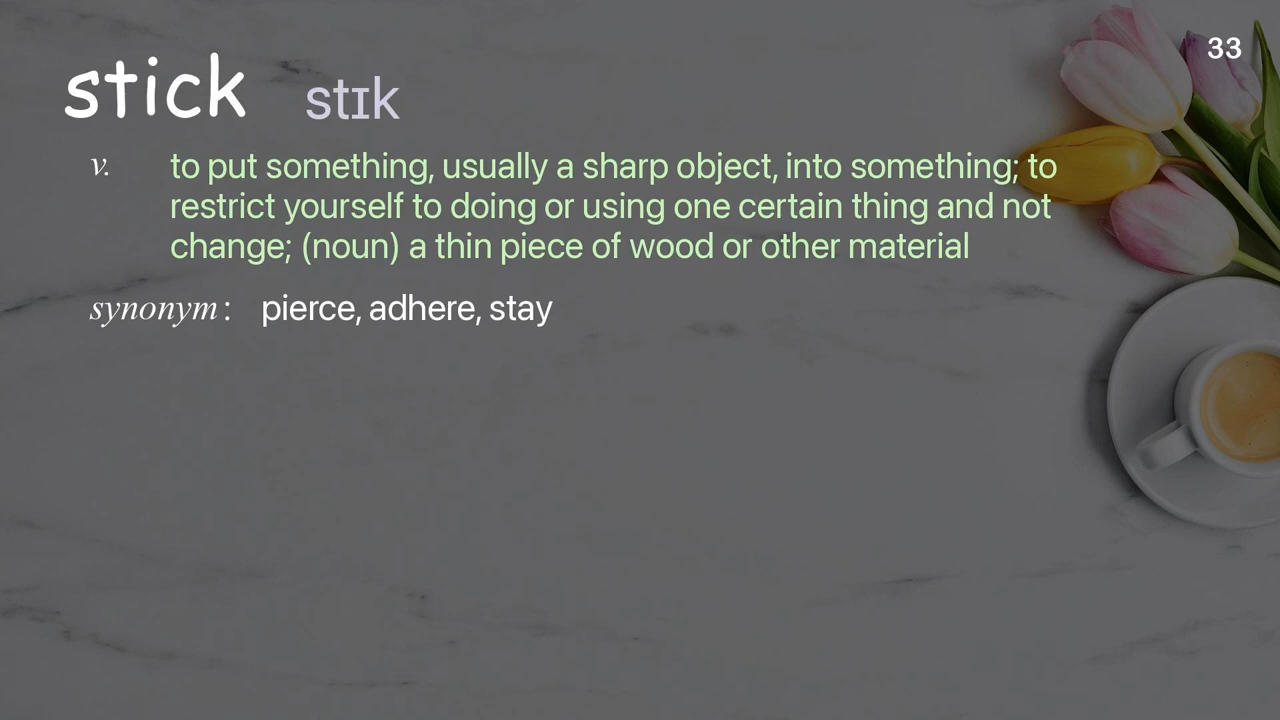 33
stick stɪk
v. to put something, usually a sharp object, into something; to
restrict yourself to doing or using one certain thing and not
change; (noun) a thin piece of wood or other material
synonym : pierce, adhere, stay